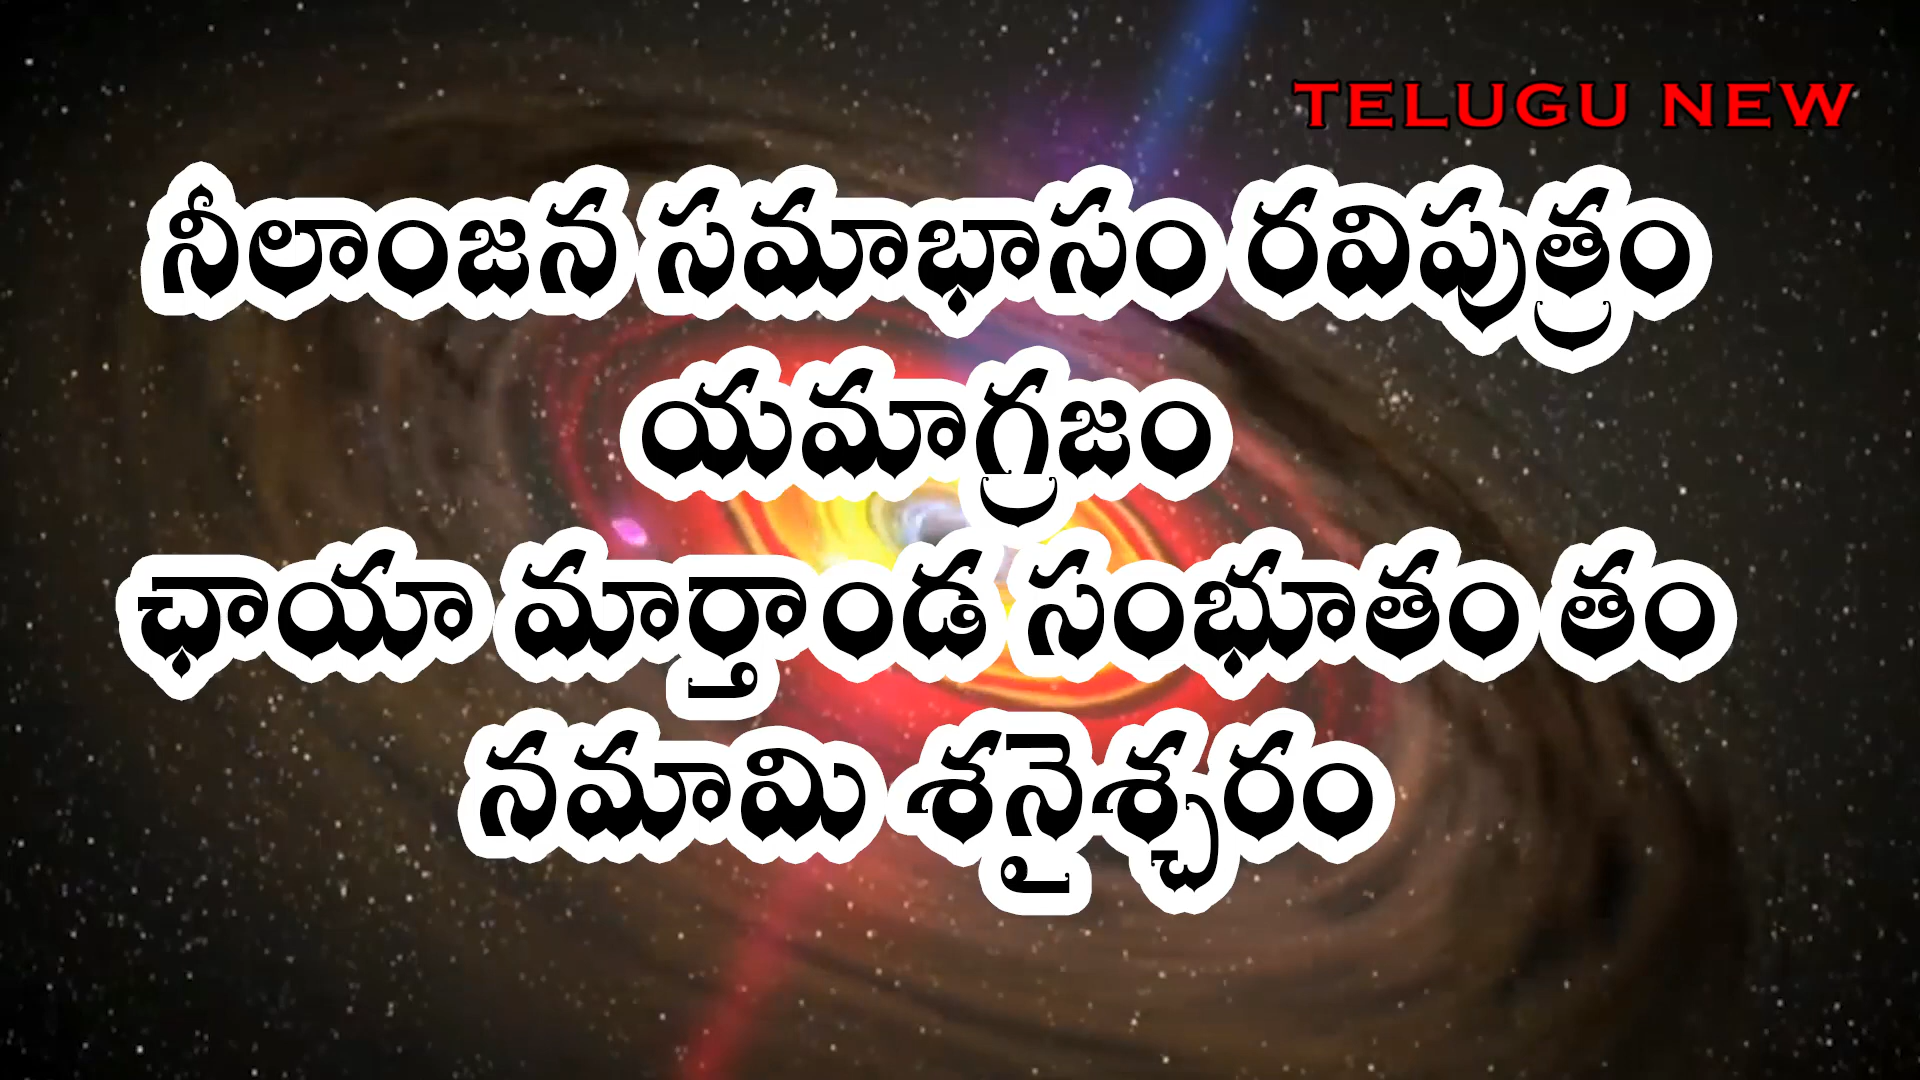 TELUGU NEW
నీలాంజన సమాభాసం రవిపుత్రం
యమాగ్రజం
ఛాయా మార్తాండ సంభూతం తం
నమామి శనైశ్చరం